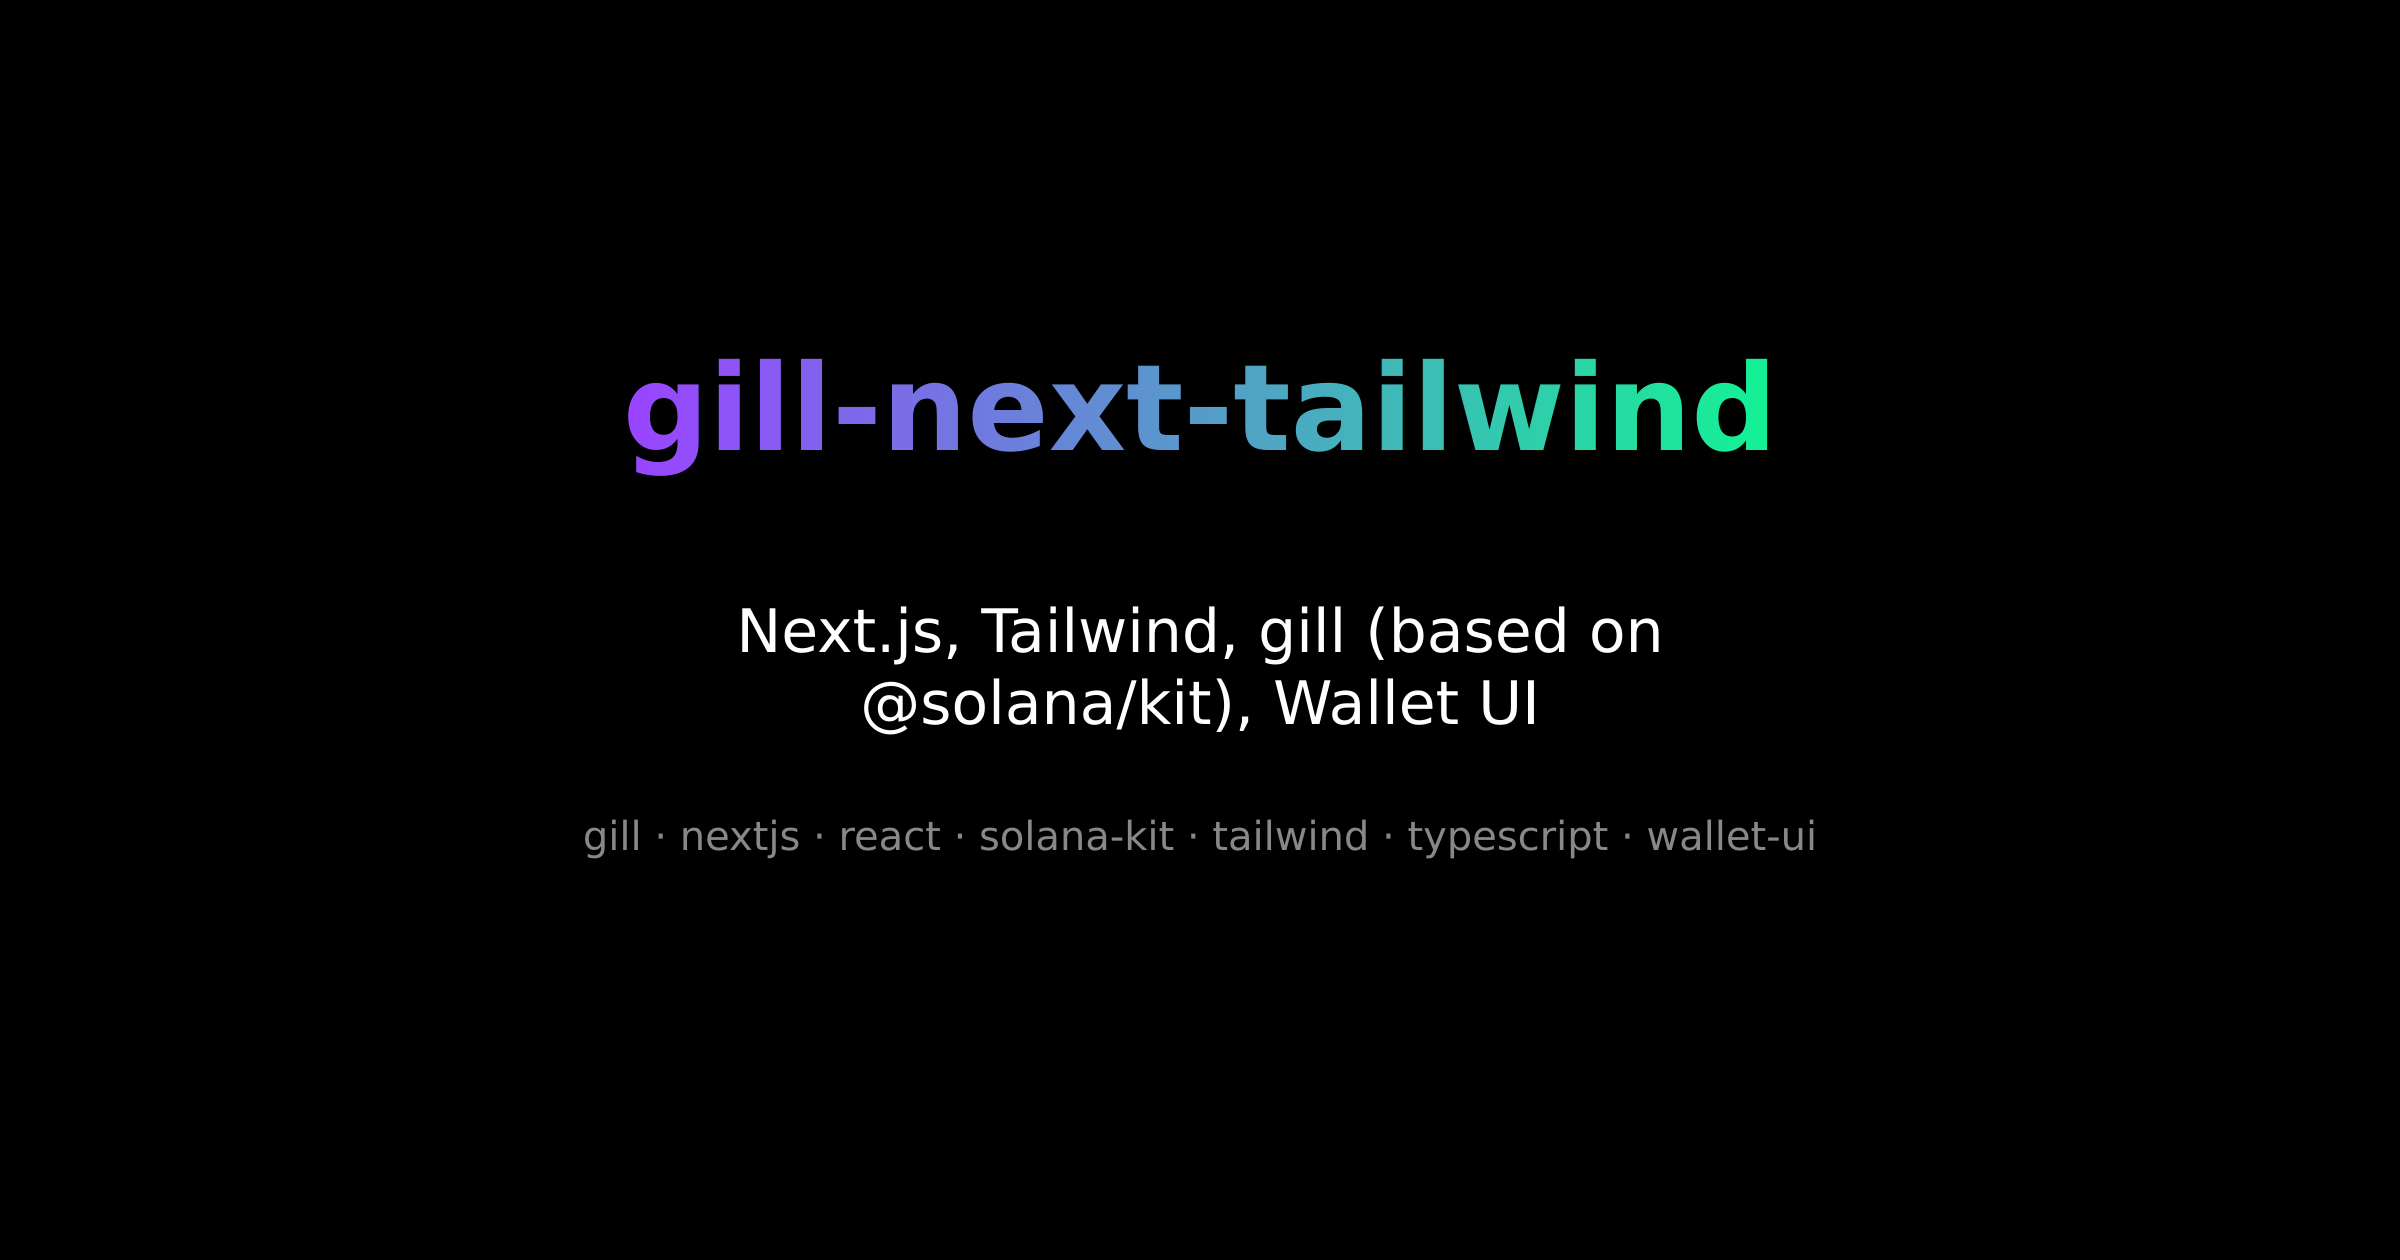 gill-next-tailwind
Next.js, Tailwind, gill (based on
@solana/kit), Wallet UI
gill · nextjs · react · solana-kit · tailwind · typescript · wallet-ui